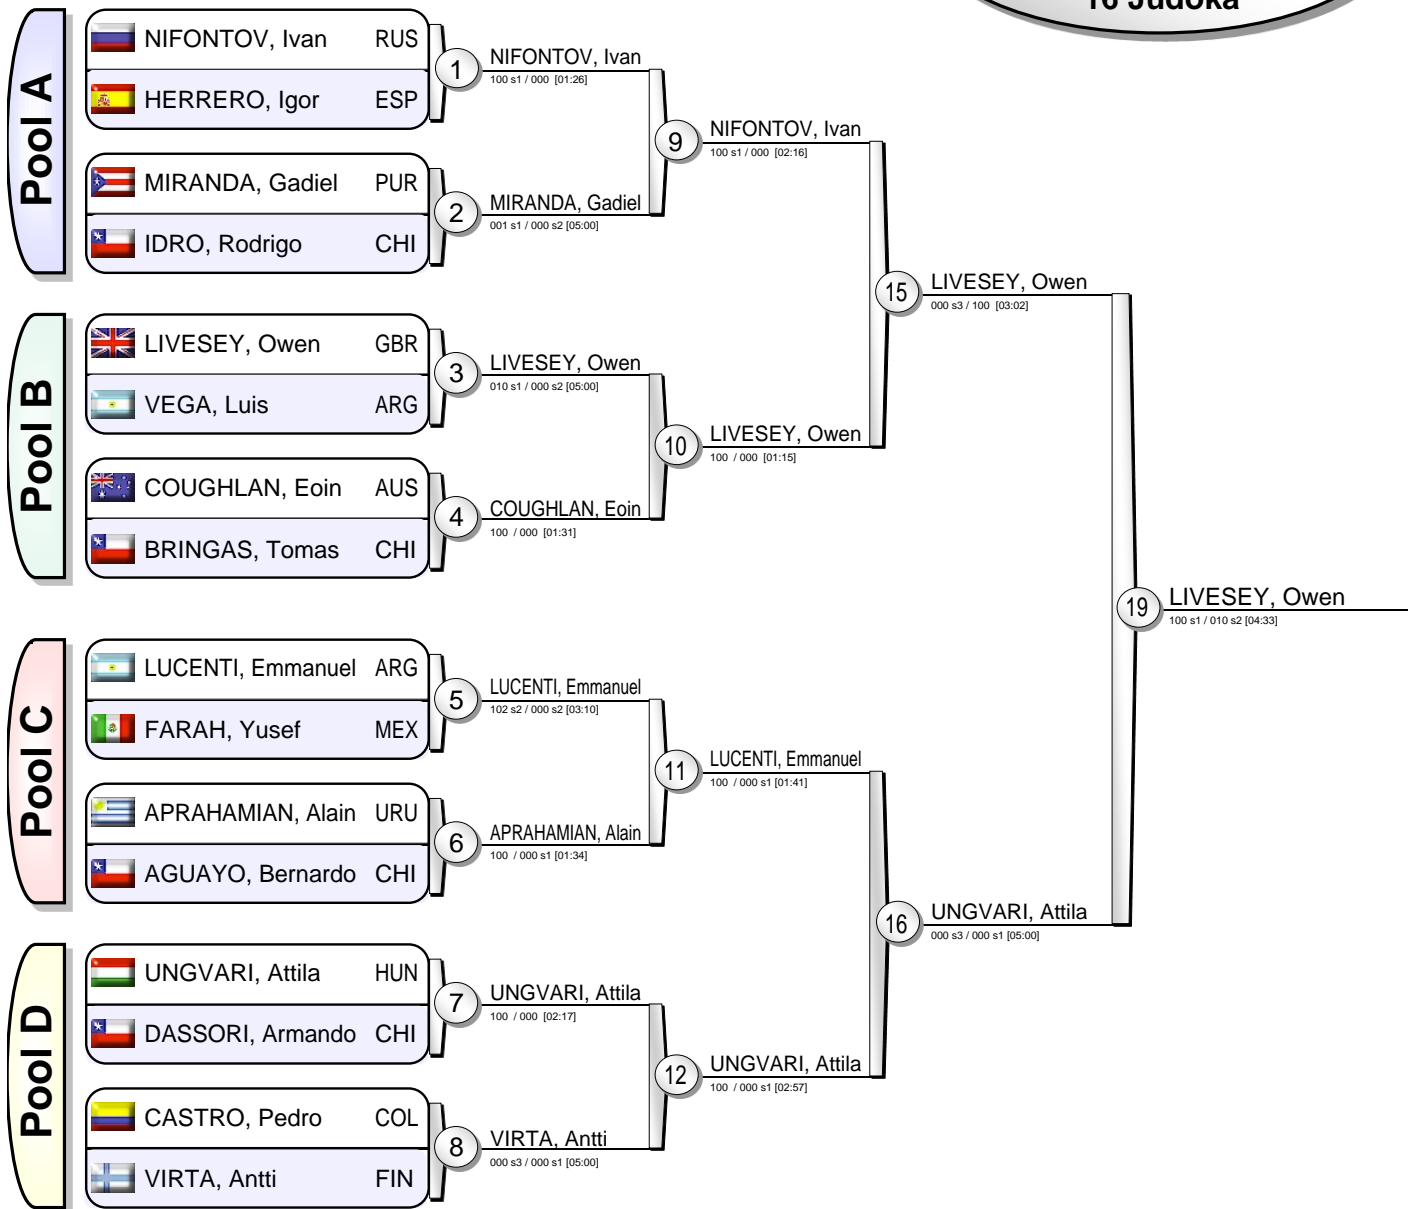 16 Judoka
Pool A
NIFONTOV, Ivan RUS
HERRERO, Igor ESP
1
NIFONTOV, Ivan
100 s1 / 000 [01:26]
MIRANDA, Gadiel PUR
IDRO, Rodrigo CHI
2
MIRANDA, Gadiel
001 s1 / 000 s2 [05:00]
9
NIFONTOV, Ivan
100 s1 / 000 [02:16]
Pool B
LIVESEY, Owen GBR
VEGA, Luis ARG
3
LIVESEY, Owen
010 s1 / 000 s2 [05:00]
COUGHLAN, Eoin AUS
BRINGAS, Tomas CHI
4
COUGHLAN, Eoin
100 / 000 [01:31]
10
LIVESEY, Owen
100 / 000 [01:15]
15
LIVESEY, Owen
000 s3 / 100 [03:02]
Pool C
LUCENTI, Emmanuel ARG
FARAH, Yusef MEX
5
LUCENTI, Emmanuel
102 s2 / 000 s2 [03:10]
APRAHAMIAN, Alain URU
AGUAYO, Bernardo CHI
6
APRAHAMIAN, Alain
100 / 000 s1 [01:34]
11
LUCENTI, Emmanuel
100 / 000 s1 [01:41]
Pool D
UNGVARI, Attila HUN
DASSORI, Armando CHI
7
UNGVARI, Attila
100 / 000 [02:17]
CASTRO, Pedro COL
VIRTA, Antti FIN
8
VIRTA, Antti
000 s3 / 000 s1 [05:00]
12
UNGVARI, Attila
100 / 000 s1 [02:57]
16
UNGVARI, Attila
000 s3 / 000 s1 [05:00]
19
LIVESEY, Owen
100 s1 / 010 s2 [04:33]